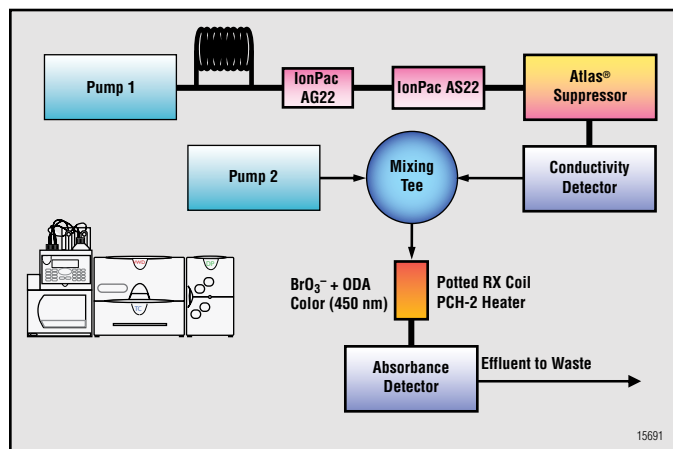 Pump 1
IonPac
AG22
IonPac AS22
Atlas®
Suppressor
Pump 2
Mixing
Tee
Conductivity
Detector
BrO₃⁻ + ODA
Color (450 nm)
Potted RX Coil
PCH-2 Heater
Absorbance
Detector
Effluent to Waste
TC
15691